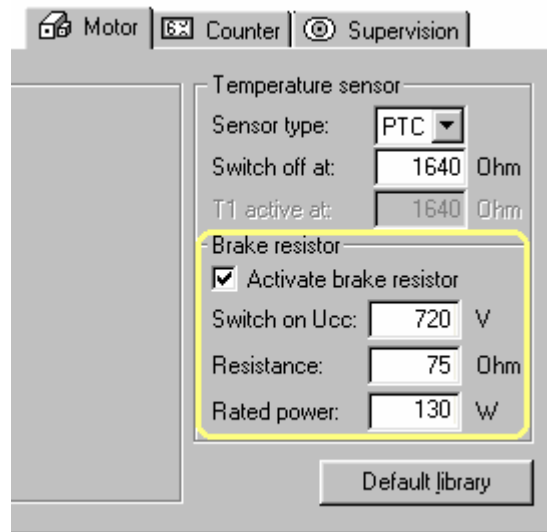 Motor Counter Supervision
Temperature sensor
Sensor type: PTC
Switch off at: 1640 Ohm
T1 active at: 1640 Ohm
Brake resistor
Activate brake resistor
Switch on Ucc: 720 V
Resistance: 75 Ohm
Rated power: 130 W
Default library